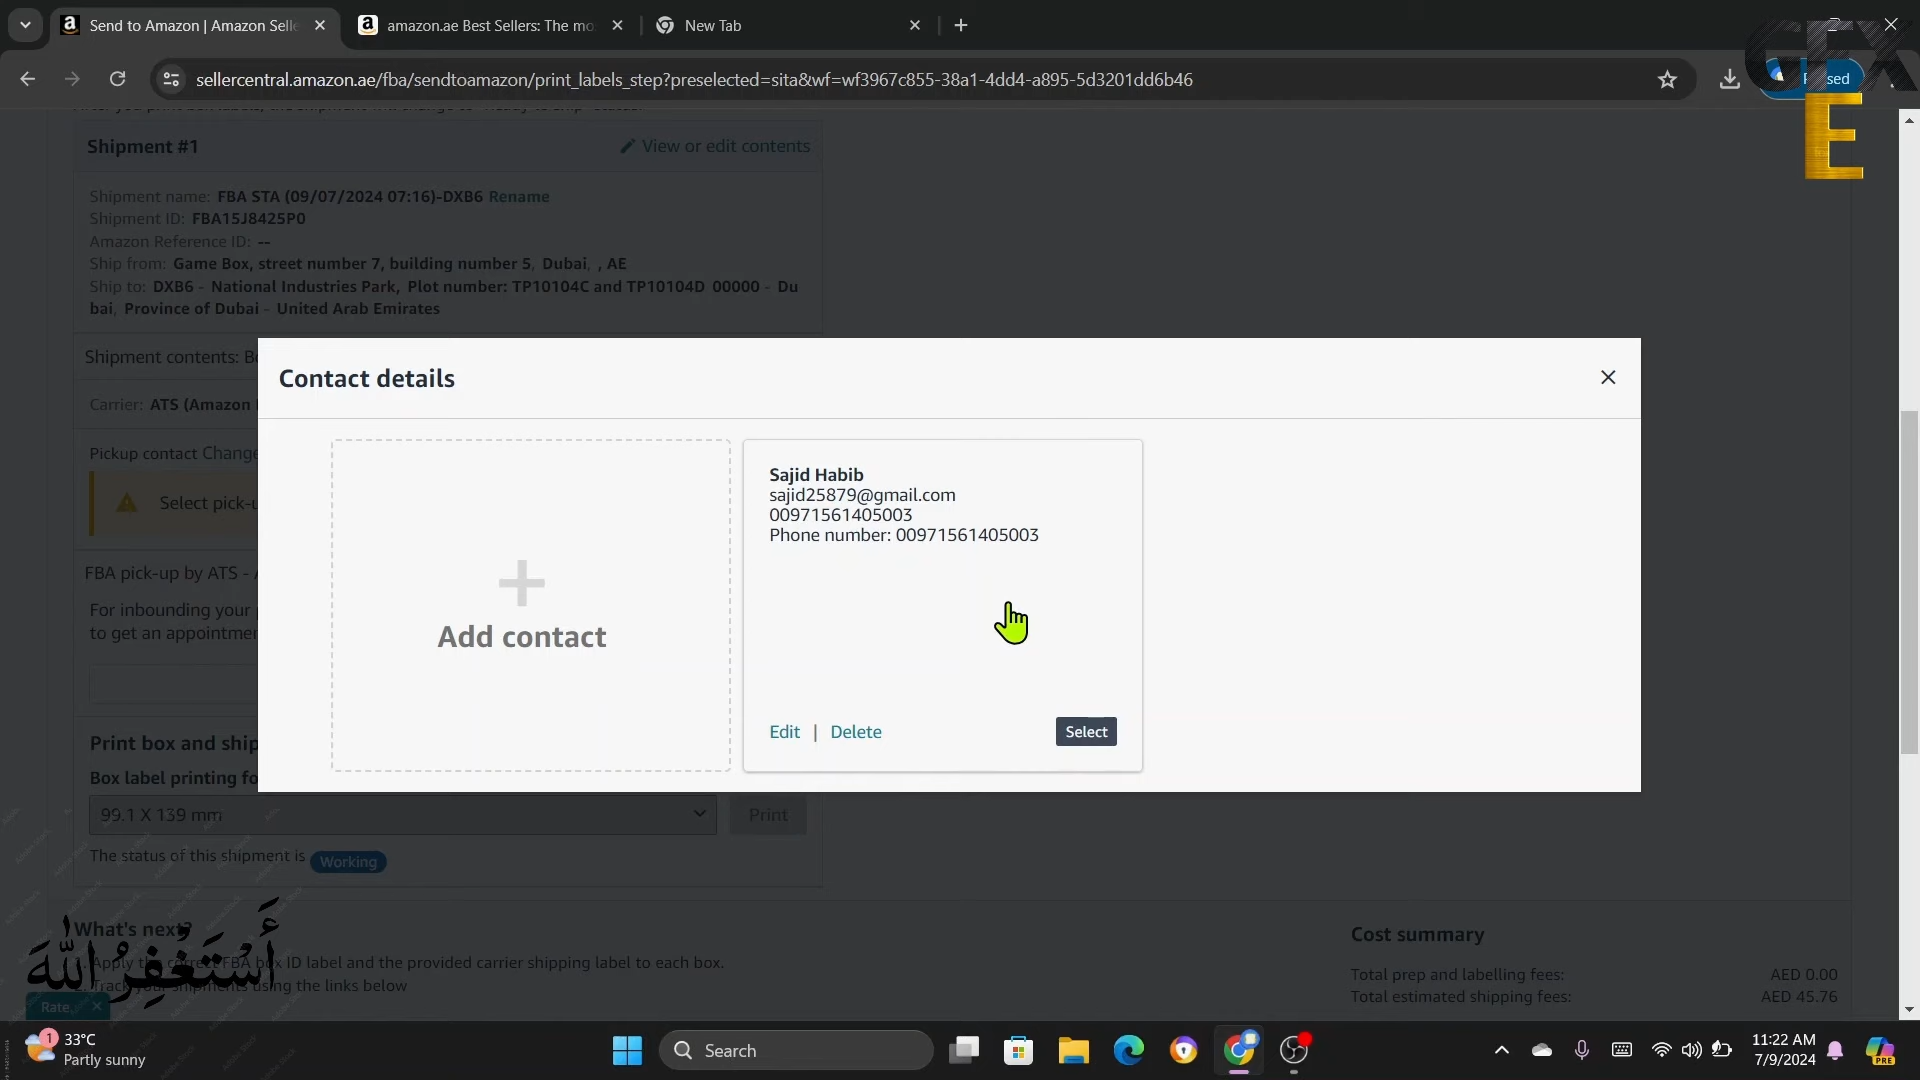 Send to Amazon | Amazon Selle
amazon.ae Best Sellers: The mo
New Tab
sellercentral.amazon.ae/fba/sendtoamazon/print_labels_step?preselected=sita&wf=wf3967c855-38a1-4dd4-a895-5d3201dd6b46
GFX
E
Shipment #1
View or edit contents
Shipment name: FBA STA (09/07/2024 07:16)-DXB6 Rename
Shipment ID: FBA15J8425P0
Amazon Reference ID: --
Ship from: Game Box, street number 7, building number 5, Dubai, , AE
Ship to: DXB6 - National Industries Park, Plot number: TP10104C and TP10104D 00000 - Du
bai, Province of Dubai - United Arab Emirates
Shipment contents:
Carrier: ATS (Amazon
Pickup contact Change
Select pick-u
FBA pick-up by ATS -
For inbounding your
to get an appointmen
Contact details
Add contact
Sajid Habib
sajid25879@gmail.com
00971561405003
Phone number: 00971561405003
Edit | Delete
Select
Print box and ship
Box label printing fo
99.1 X 139 mm
Print
The status of this shipment is Working
What's next?
1. Apply the correct FBA box ID label and the provided carrier shipping label to each box.
2. Track your shipments using the links below
أَسْتَغْفِرُ اللّٰهَ
Rate
Cost summary
Total prep and labelling fees: AED 0.00
Total estimated shipping fees: AED 45.76
1
33°C
Partly sunny
Search
11:22 AM
7/9/2024
PRE